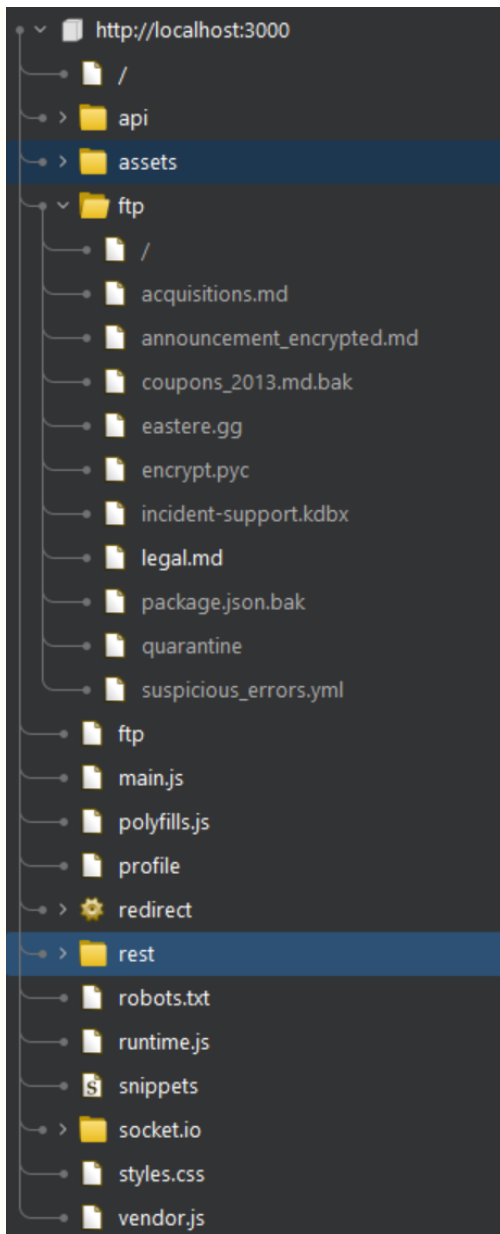 http://localhost:3000
/
api
assets
ftp
/
acquisitions.md
announcement_encrypted.md
coupons_2013.md.bak
eastere.gg
encrypt.pyc
incident-support.kdbx
legal.md
package.json.bak
quarantine
suspicious_errors.yml
ftp
main.js
polyfills.js
profile
redirect
rest
robots.txt
runtime.js
S snippets
socket.io
styles.css
vendor.js